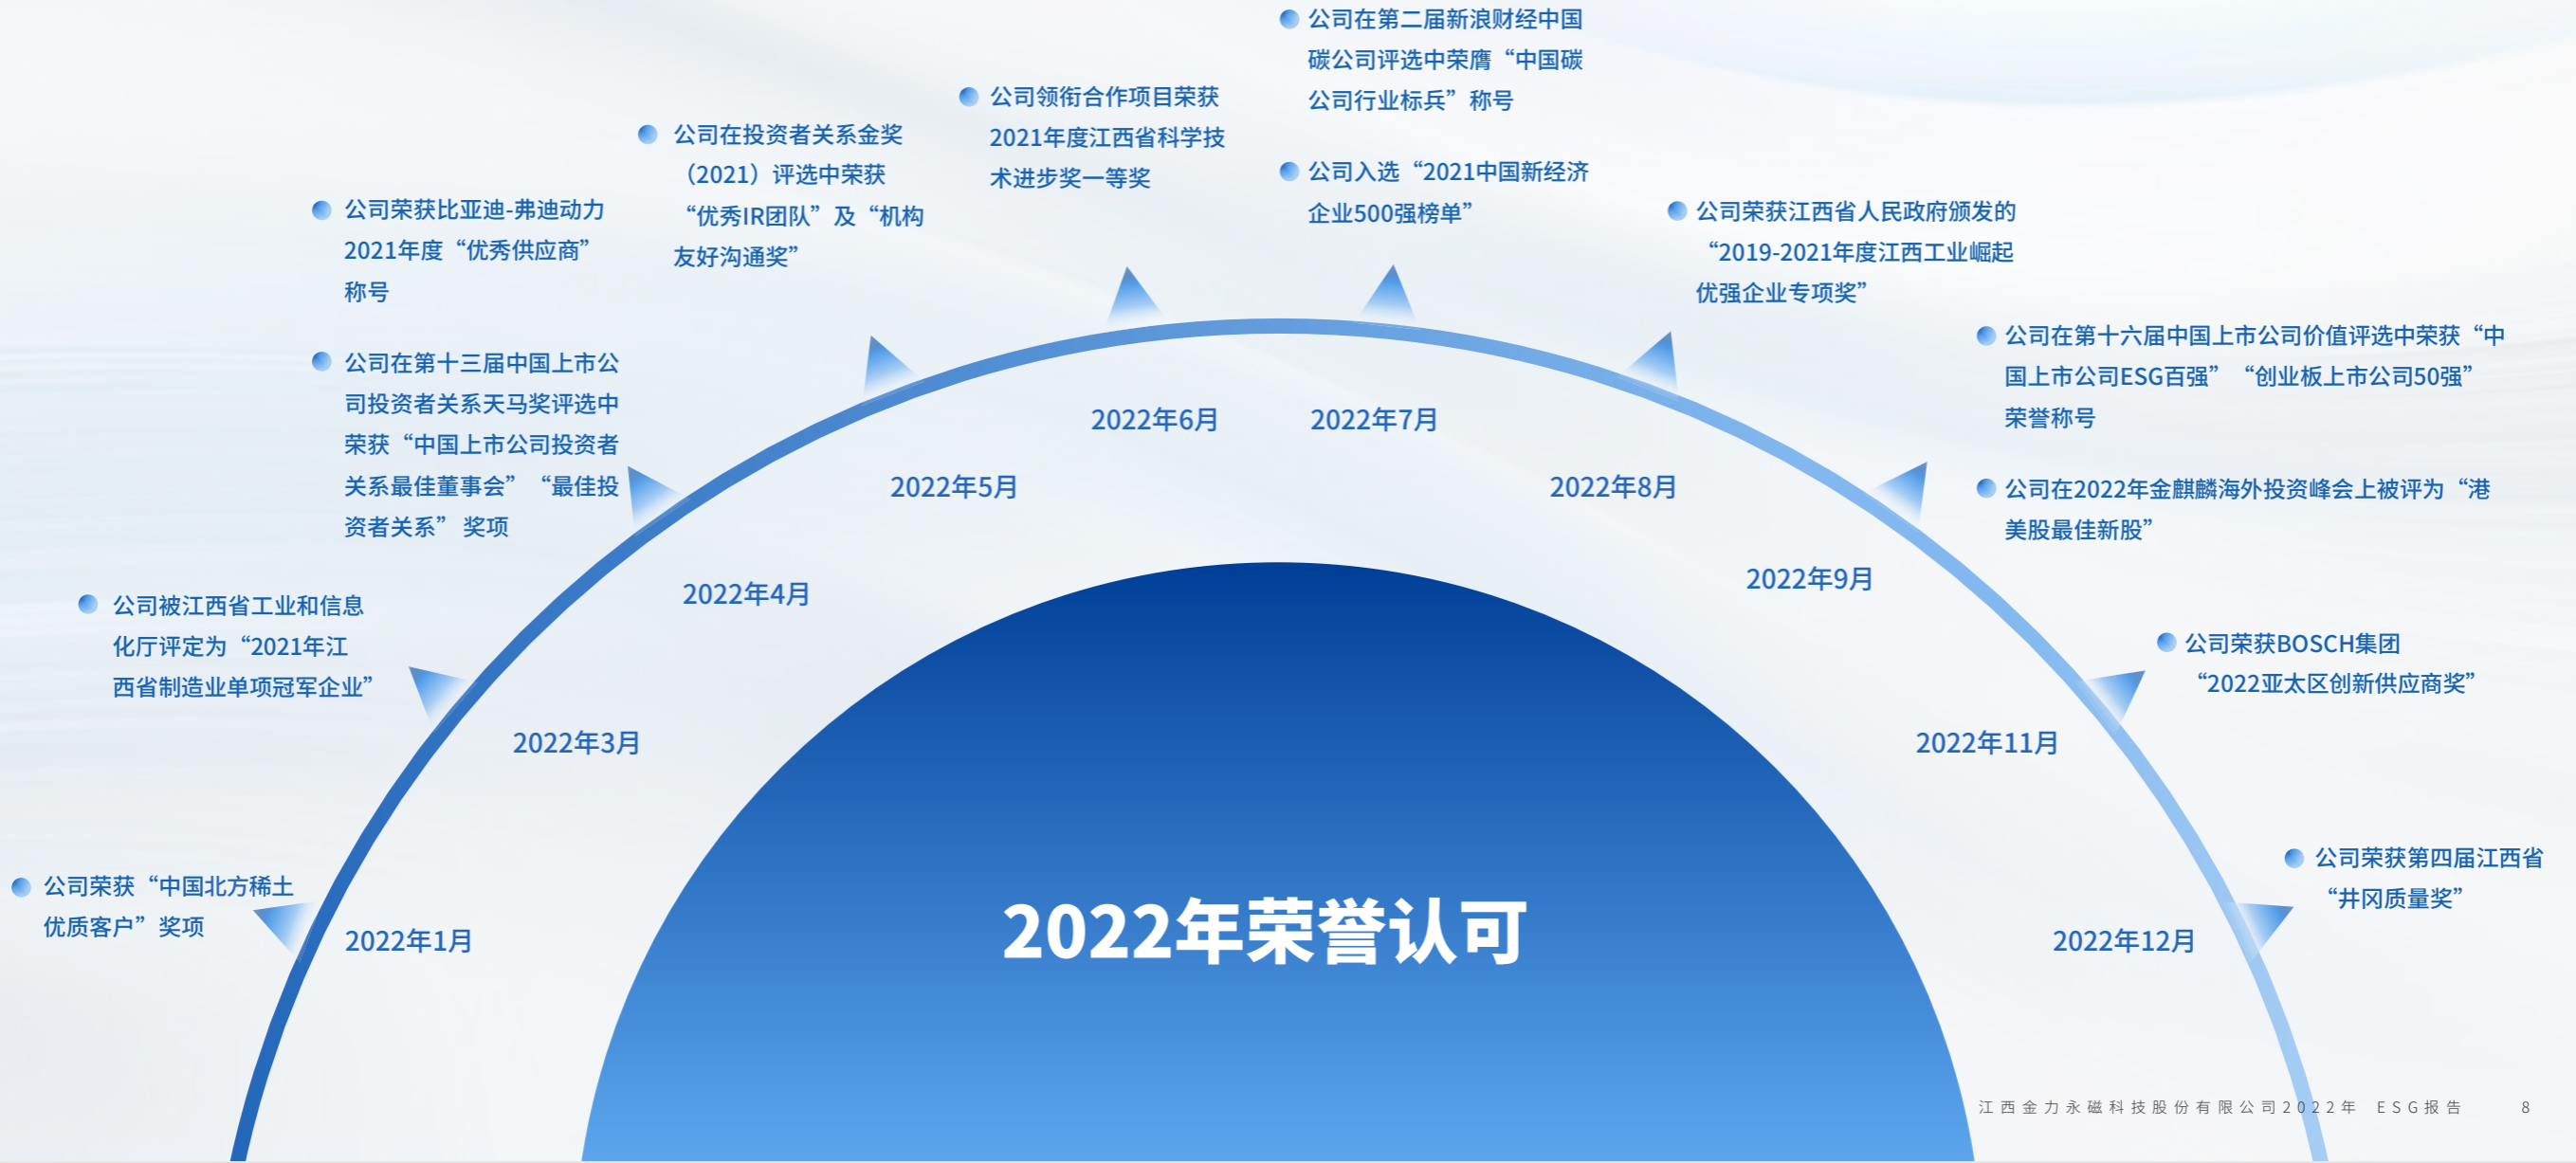 公司荣获“中国北方稀土
优质客户”奖项
2022年1月
公司被江西省工业和信息
化厅评定为“2021年江
西省制造业单项冠军企业”
2022年3月
公司荣获比亚迪-弗迪动力
2021年度“优秀供应商”
称号
公司在第十三届中国上市公
司投资者关系天马奖评选中
荣获“中国上市公司投资者
关系最佳董事会”“最佳投
资者关系” 奖项
2022年4月
公司在投资者关系金奖
（2021）评选中荣获
“优秀IR团队”及“机构
友好沟通奖”
2022年5月
公司领衔合作项目荣获
2021年度江西省科学技
术进步奖一等奖
2022年6月
公司在第二届新浪财经中国
碳公司评选中荣膺“中国碳
公司行业标兵”称号
公司入选“2021中国新经济
企业500强榜单”
2022年7月
公司荣获江西省人民政府颁发的
“2019-2021年度江西工业崛起
优强企业专项奖”
2022年8月
公司在第十六届中国上市公司价值评选中荣获“中
国上市公司ESG百强”“创业板上市公司50强”
荣誉称号
公司在2022年金麒麟海外投资峰会上被评为“港
美股最佳新股”
2022年9月
公司荣获BOSCH集团
“2022亚太区创新供应商奖”
2022年11月
公司荣获第四届江西省
“井冈质量奖”
2022年12月
2022年荣誉认可
江西金力永磁科技股份有限公司2022年 ESG报告 8